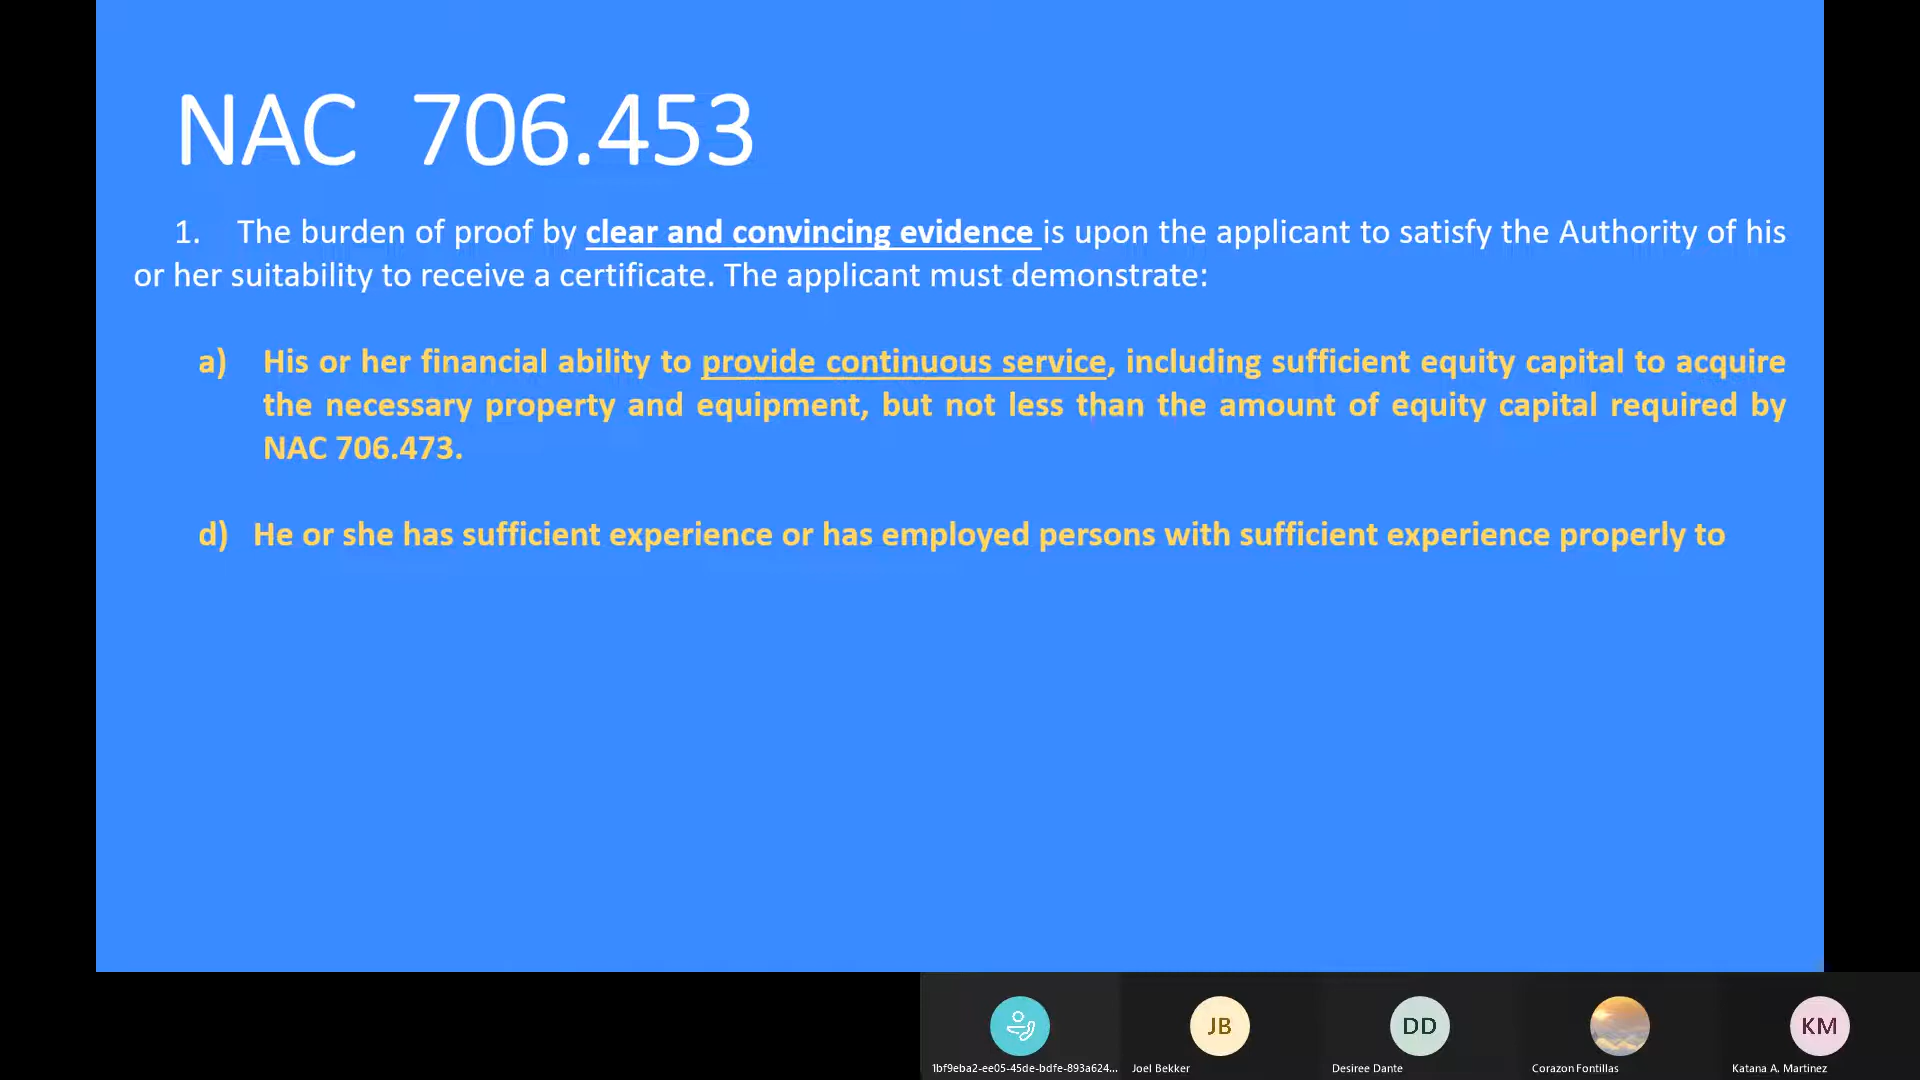 NAC 706.453
1. The burden of proof by clear and convincing evidence is upon the applicant to satisfy the Authority of his
or her suitability to receive a certificate. The applicant must demonstrate:
a) His or her financial ability to provide continuous service, including sufficient equity capital to acquire
the necessary property and equipment, but not less than the amount of equity capital required by
NAC 706.473.
d) He or she has sufficient experience or has employed persons with sufficient experience properly to
JB
DD
KM
1bf9eba2-ee05-45de-bdfe-893a624...
Joel Bekker
Desiree Dante
Corazon Fontillas
Katana A. Martinez